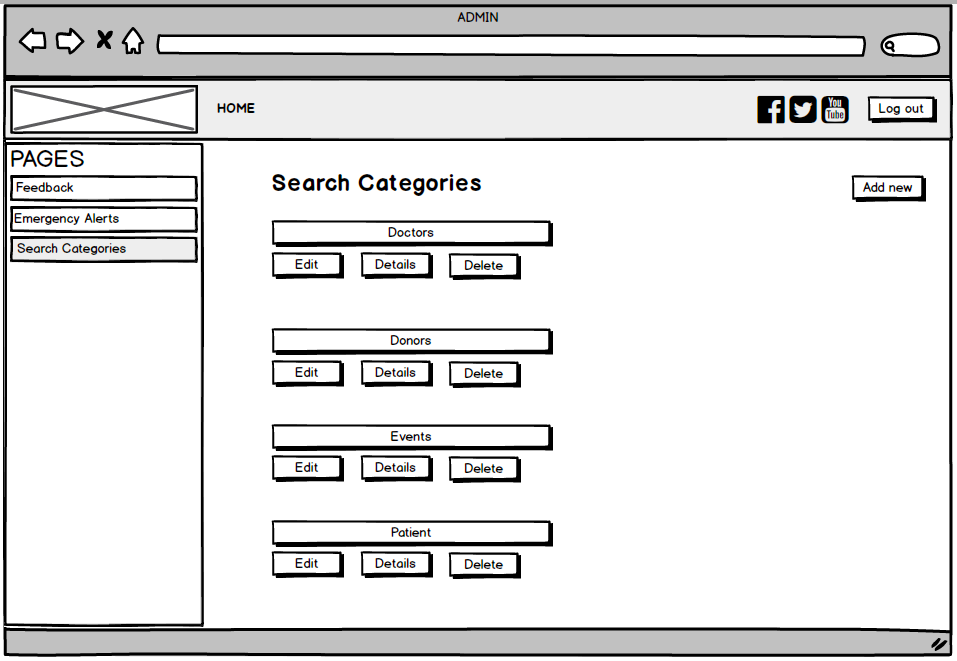 ADMIN
HOME
You
Tube
Log out
PAGES
Feedback
Emergency Alerts
Search Categories
Search Categories
Add new
Doctors
Edit Details Delete
Donors
Edit Details Delete
Events
Edit Details Delete
Patient
Edit Details Delete